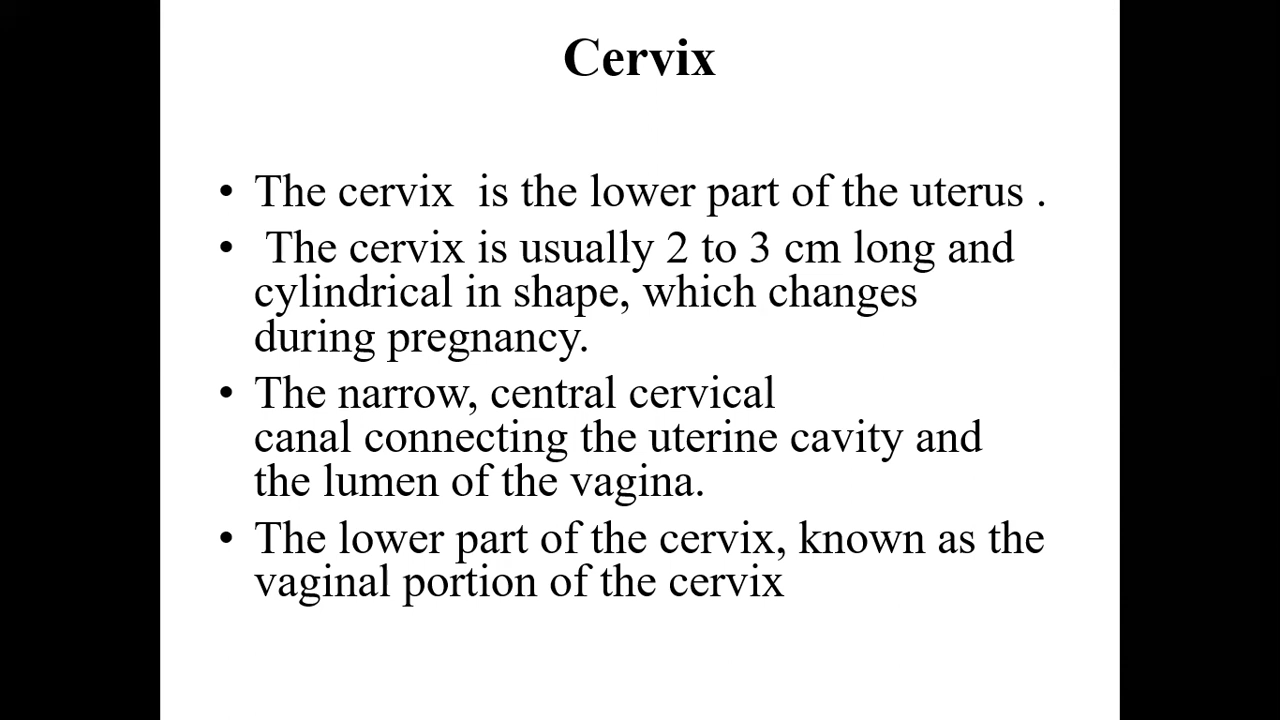 Cervix
• The cervix  is the lower part of the uterus .
•  The cervix is usually 2 to 3 cm long and
cylindrical in shape, which changes
during pregnancy.
• The narrow, central cervical
canal connecting the uterine cavity and
the lumen of the vagina.
• The lower part of the cervix, known as the
vaginal portion of the cervix